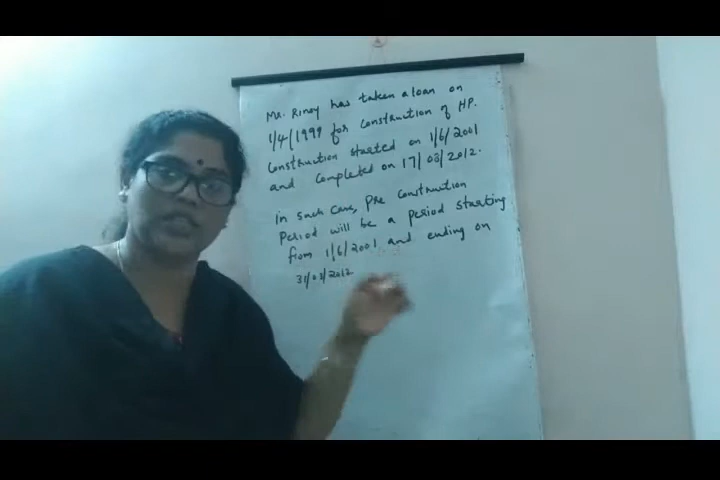 Mr. Rinoy has taken a loan on
1/4/1999 for construction of HP.
Construction started on 1/6/2001
and completed on 17/03/2012.
In such case, Pre construction
Period will be a period starting
from 1/6/2001 and ending on
31/03/2012